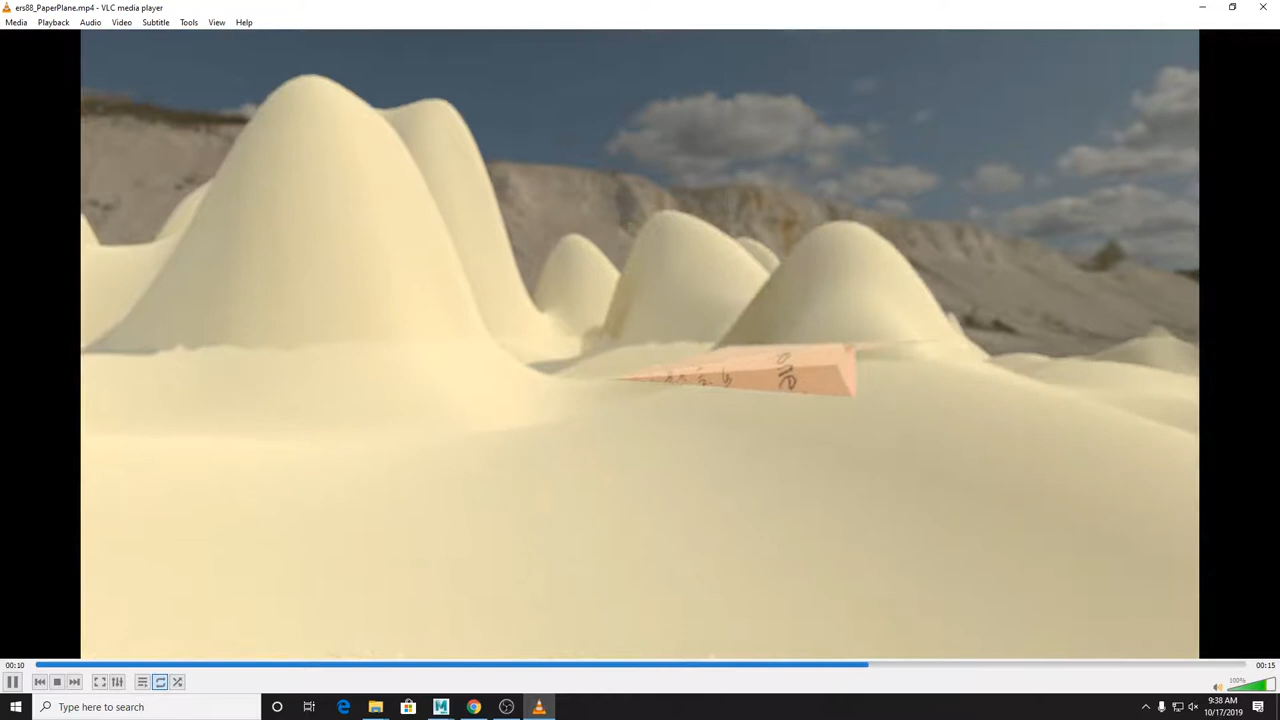 ers88_PaperPlane.mp4 - VLC media player
Media Playback Audio Video Subtitle Tools View Help
one
00:10
00:15
100%
Type here to search
9:38 AM
10/17/2019